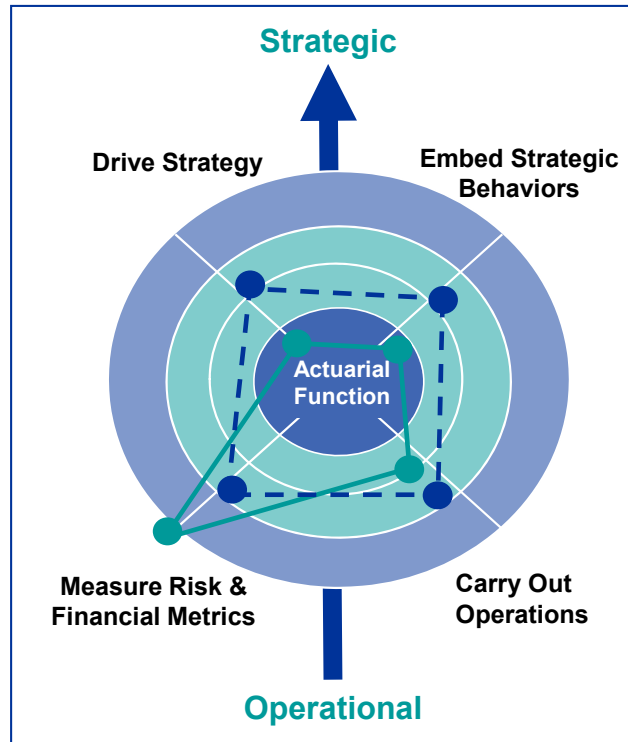 Strategic
Drive Strategy
Embed Strategic
Behaviors
Actuarial
Function
Measure Risk &
Financial Metrics
Carry Out
Operations
Operational